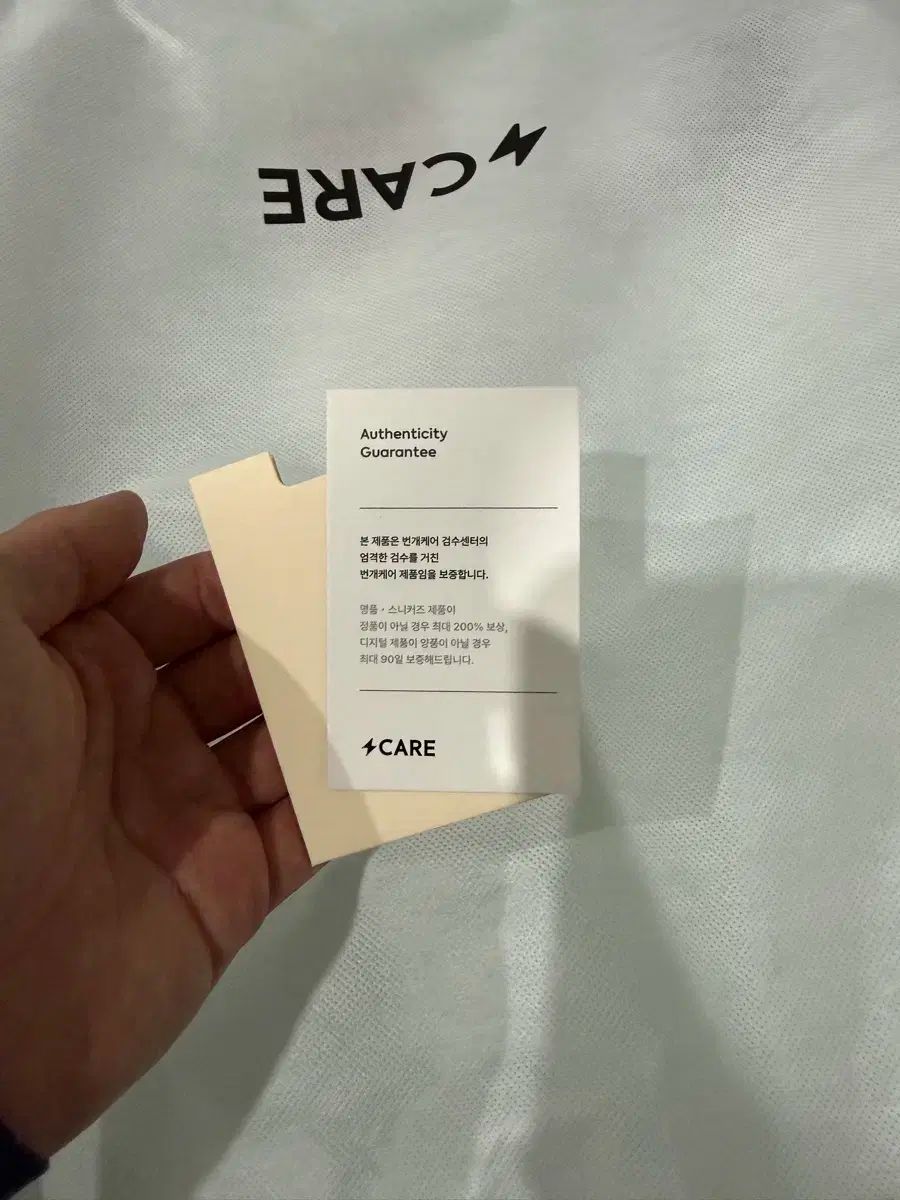 CARE
Authenticity
Guarantee
본 제품은 번개케어 검수센터의
엄격한 검수를 거친
번개케어 제품임을 보증합니다.
명품・스니커즈 제품이
정품이 아닐 경우 최대 200% 보상,
디지털 제품이 양품이 아닐 경우
최대 90일 보증해드립니다.
CARE